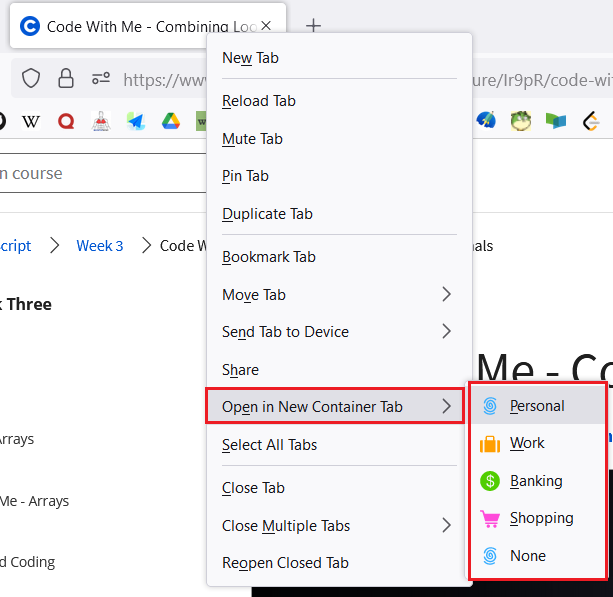 Code With Me - Combining Loo
New Tab
https://www
ure/Ir9pR/code-wi
Reload Tab
W
Mute Tab
n course
Pin Tab
Duplicate Tab
cript > Week 3 > Code W
als
Bookmark Tab
k Three
Move Tab
Send Tab to Device
Share
Me - Co
Open in New Container Tab
Personal
rrays
Select All Tabs
Work
Close Tab
$ Banking
Me - Arrays
Close Multiple Tabs
Shopping
d Coding
Reopen Closed Tab
None